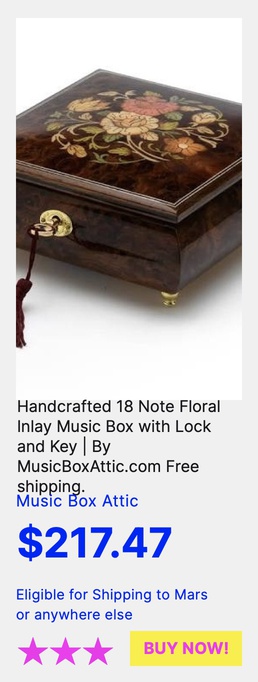 Handcrafted 18 Note Floral
Inlay Music Box with Lock
and Key | By
MusicBoxAttic.com Free
shipping.
Music Box Attic
$217.47
Eligible for Shipping to Mars
or anywhere else
BUY NOW!